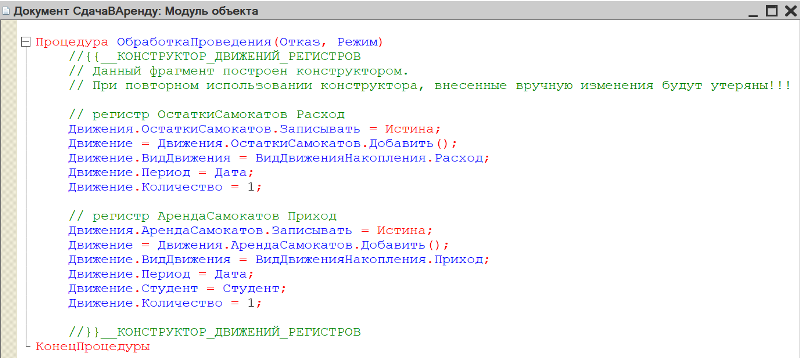 Документ СдачаВАренду: Модуль объекта
Процедура ОбработкаПроведения(Отказ, Режим)
//{{__КОНСТРУКТОР_ДВИЖЕНИЙ_РЕГИСТРОВ
// Данный фрагмент построен конструктором.
// При повторном использовании конструктора, внесенные вручную изменения будут утеряны!!!
// регистр ОстаткиСамокатов Расход
Движения.ОстаткиСамокатов.Записывать = Истина;
Движение = Движения.ОстаткиСамокатов.Добавить();
Движение.ВидДвижения = ВидДвиженияНакопления.Расход;
Движение.Период = Дата;
Движение.Количество = 1;
// регистр АрендаСамокатов Приход
Движения.АрендаСамокатов.Записывать = Истина;
Движение = Движения.АрендаСамокатов.Добавить();
Движение.ВидДвижения = ВидДвиженияНакопления.Приход;
Движение.Период = Дата;
Движение.Студент = Студент;
Движение.Количество = 1;
//}}__КОНСТРУКТОР_ДВИЖЕНИЙ_РЕГИСТРОВ
КонецПроцедуры